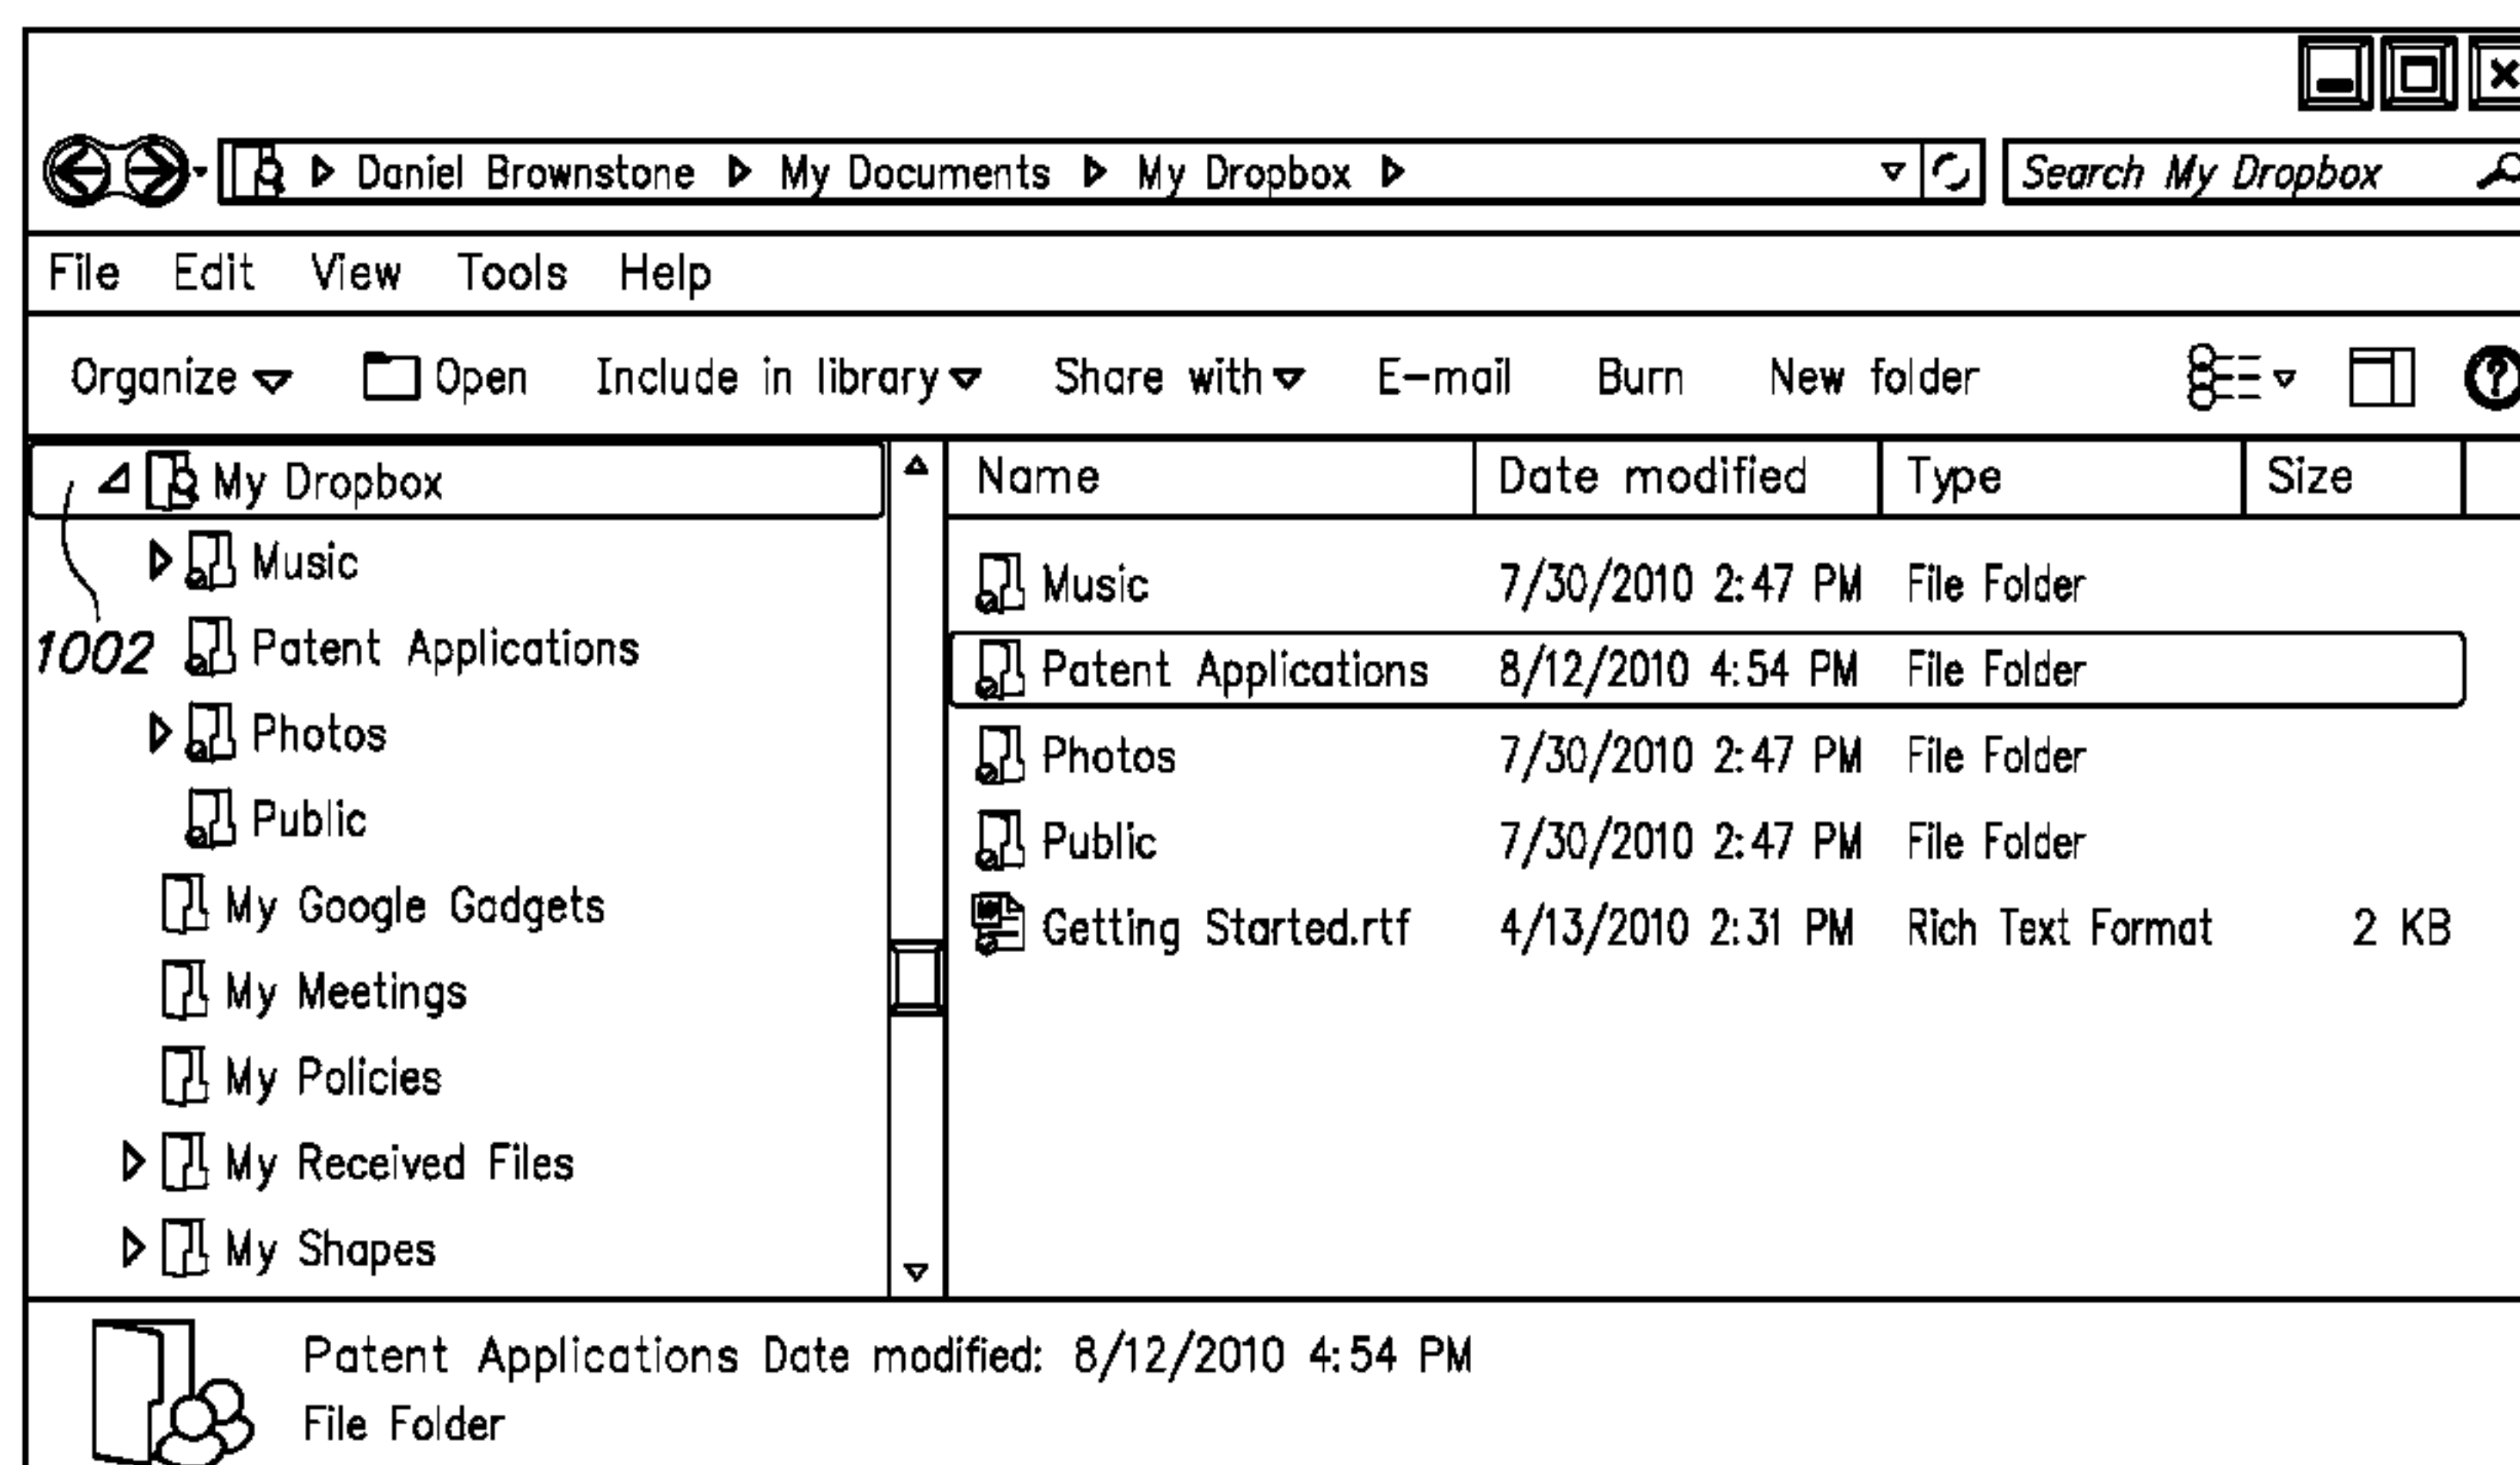 Daniel Brownstone My Documents My Dropbox Search My Dropbox
File Edit View Tools Help
Organize Open Include in library Share with E-mail Burn New folder ?
My Dropbox
Music
1002 Patent Applications
Photos
Public
My Google Gadgets
My Meetings
My Policies
My Received Files
My Shapes
Name Date modified Type Size
Music 7/30/2010 2:47 PM File Folder
Patent Applications 8/12/2010 4:54 PM File Folder
Photos 7/30/2010 2:47 PM File Folder
Public 7/30/2010 2:47 PM File Folder
Getting Started.rtf 4/13/2010 2:31 PM Rich Text Format 2 KB
Patent Applications Date modified: 8/12/2010 4:54 PM
File Folder